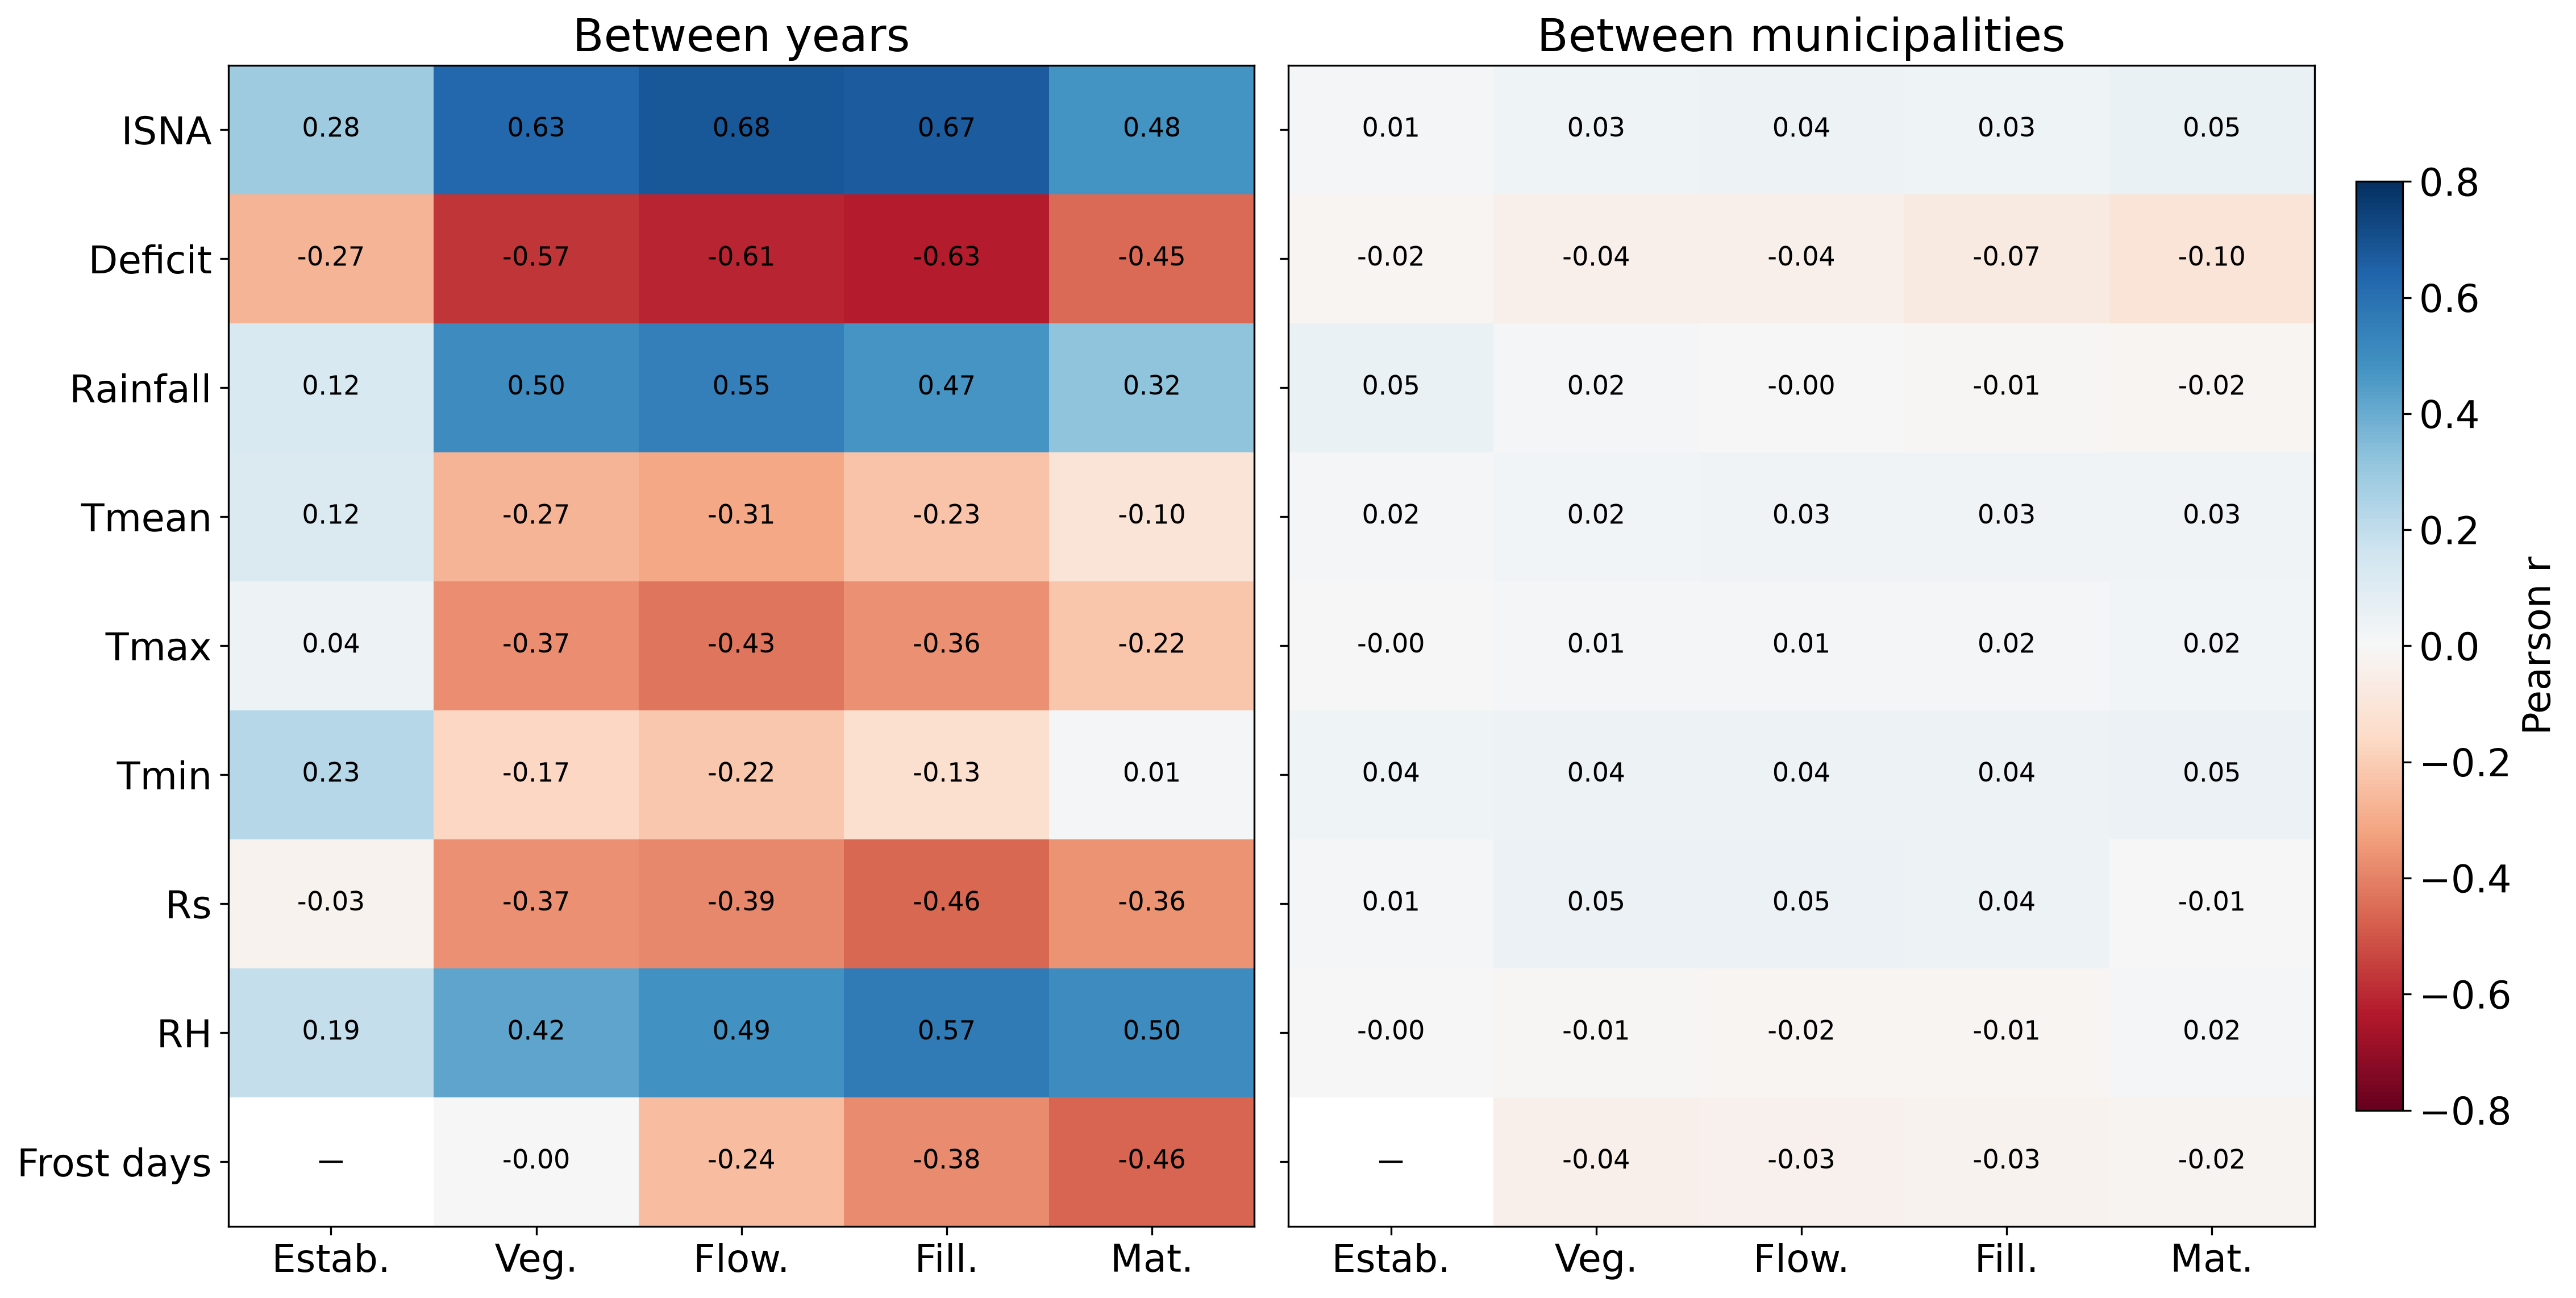 Between years
Between municipalities
ISNA 0.28 0.63 0.68 0.67 0.48 0.01 0.03 0.04 0.03 0.05
Deficit -0.27 -0.57 -0.61 -0.63 -0.45 -0.02 -0.04 -0.04 -0.07 -0.10
Rainfall 0.12 0.50 0.55 0.47 0.32 0.05 0.02 -0.00 -0.01 -0.02
Tmean 0.12 -0.27 -0.31 -0.23 -0.10 0.02 0.02 0.03 0.03 0.03
Tmax 0.04 -0.37 -0.43 -0.36 -0.22 -0.00 0.01 0.01 0.02 0.02
Tmin 0.23 -0.17 -0.22 -0.13 0.01 0.04 0.04 0.04 0.04 0.05
Rs -0.03 -0.37 -0.39 -0.46 -0.36 0.01 0.05 0.05 0.04 -0.01
RH 0.19 0.42 0.49 0.57 0.50 -0.00 -0.01 -0.02 -0.01 0.02
Frost days — -0.00 -0.24 -0.38 -0.46 — -0.04 -0.03 -0.03 -0.02
Estab. Veg. Flow. Fill. Mat. Estab. Veg. Flow. Fill. Mat.
0.8
0.6
0.4
0.2
0.0
−0.2
−0.4
−0.6
−0.8
Pearson r